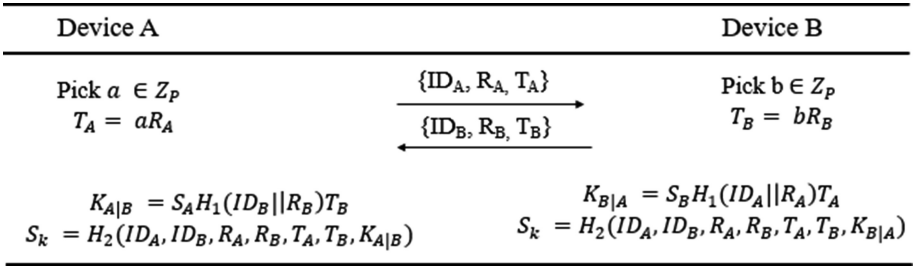 Device A Device B
Pick a ∈ Z_P {ID_A, R_A, T_A} Pick b ∈ Z_P
T_A = aR_A {ID_B, R_B, T_B} T_B = bR_B
K_{A|B} = S_A H_1(ID_B||R_B)T_B K_{B|A} = S_B H_1(ID_A||R_A)T_A
S_k = H_2(ID_A, ID_B, R_A, R_B, T_A, T_B, K_{A|B}) S_k = H_2(ID_A, ID_B, R_A, R_B, T_A, T_B, K_{B|A})